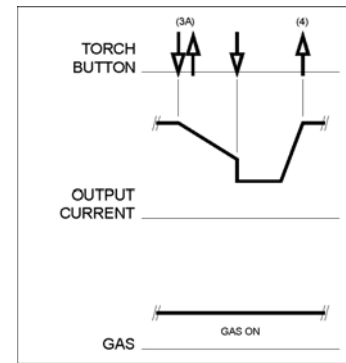 (3A)
(4)
TORCH
BUTTON
OUTPUT
CURRENT
GAS ON
GAS